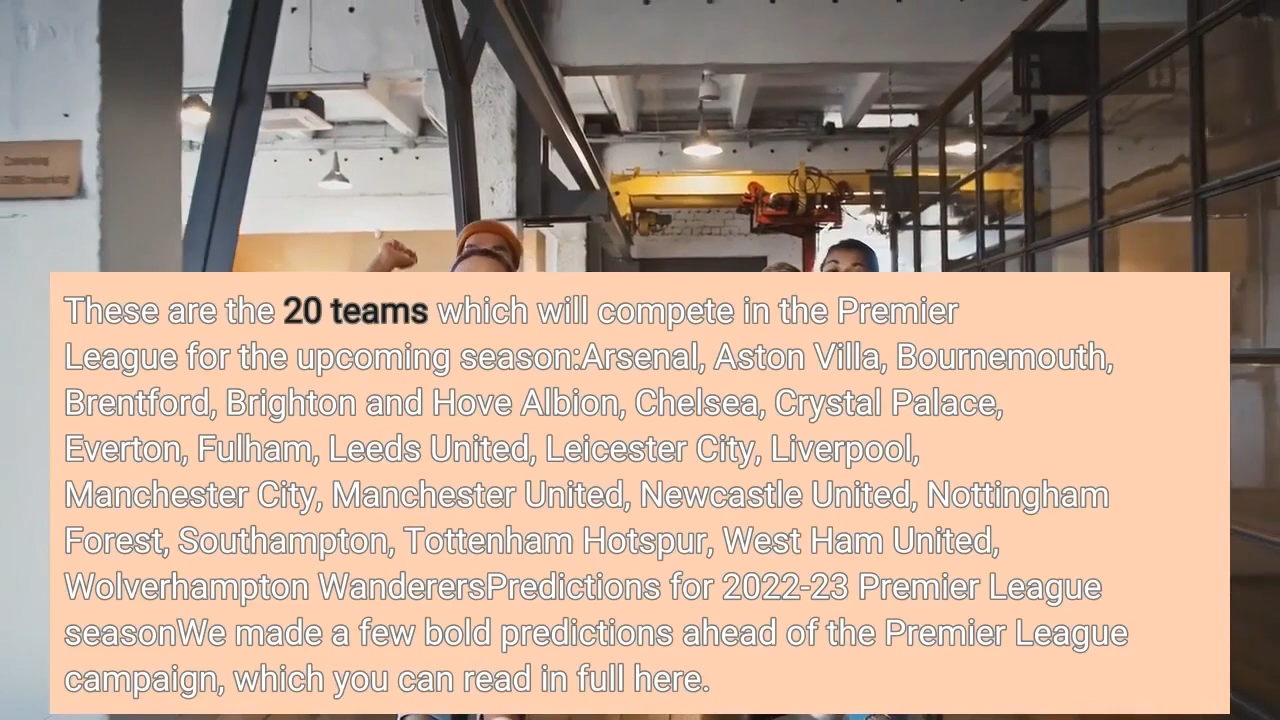 These are the 20 teams which will compete in the Premier
League for the upcoming season:Arsenal, Aston Villa, Bournemouth,
Brentford, Brighton and Hove Albion, Chelsea, Crystal Palace,
Everton, Fulham, Leeds United, Leicester City, Liverpool,
Manchester City, Manchester United, Newcastle United, Nottingham
Forest, Southampton, Tottenham Hotspur, West Ham United,
Wolverhampton WanderersPredictions for 2022-23 Premier League
seasonWe made a few bold predictions ahead of the Premier League
campaign, which you can read in full here.